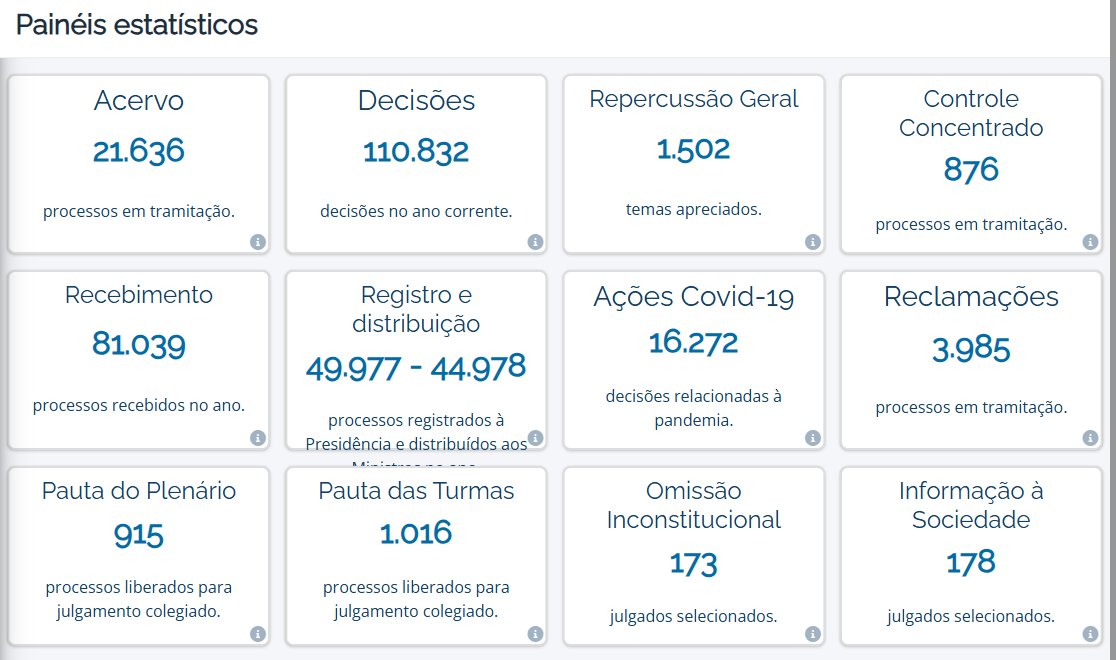 Painéis estatísticos
Acervo
21.636
processos em tramitação.
Decisões
110.832
decisões no ano corrente.
Repercussão Geral
1.502
temas apreciados.
Controle
Concentrado
876
processos em tramitação.
Recebimento
81.039
processos recebidos no ano.
Registro e
distribuição
49.977 - 44.978
processos registrados à
Presidência e distribuídos aos
Ministros no ano.
Ações Covid-19
16.272
decisões relacionadas à
pandemia.
Reclamações
3.985
processos em tramitação.
Pauta do Plenário
915
processos liberados para
julgamento colegiado.
Pauta das Turmas
1.016
processos liberados para
julgamento colegiado.
Omissão
Inconstitucional
173
julgados selecionados.
Informação à
Sociedade
178
julgados selecionados.